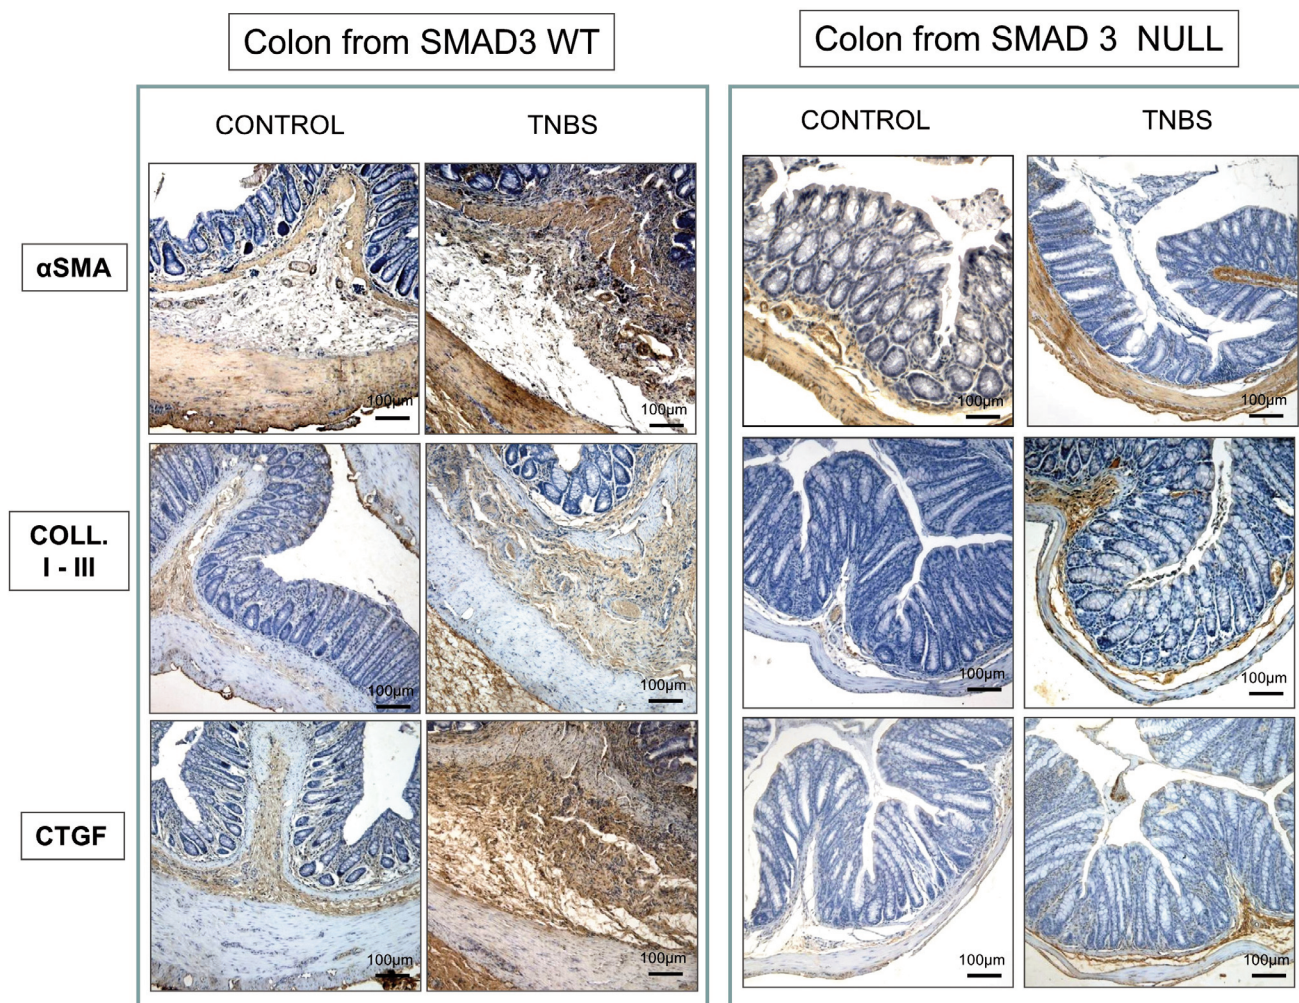 Colon from SMAD3 WT
Colon from SMAD 3 NULL
CONTROL
TNBS
CONTROL
TNBS
αSMA
100µm
100µm
100µm
100µm
COLL.
I - III
100µm
100µm
100µm
100µm
CTGF
100µm
100µm
100µm
100µm